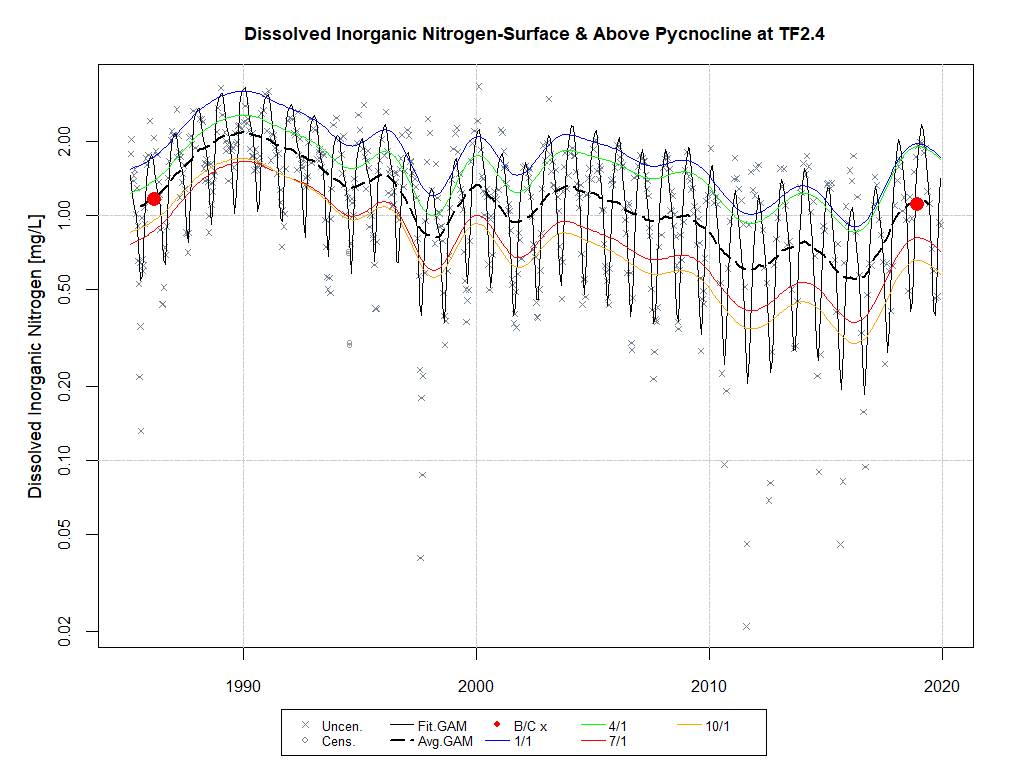 Dissolved Inorganic Nitrogen-Surface & Above Pycnocline at TF2.4
Dissolved Inorganic Nitrogen [mg/L]
2.00
1.00
0.50
0.20
0.10
0.05
0.02
1990 2000 2010 2020
Uncen. Fit.GAM B/C x 4/1 10/1
Cens. Avg.GAM 1/1 7/1